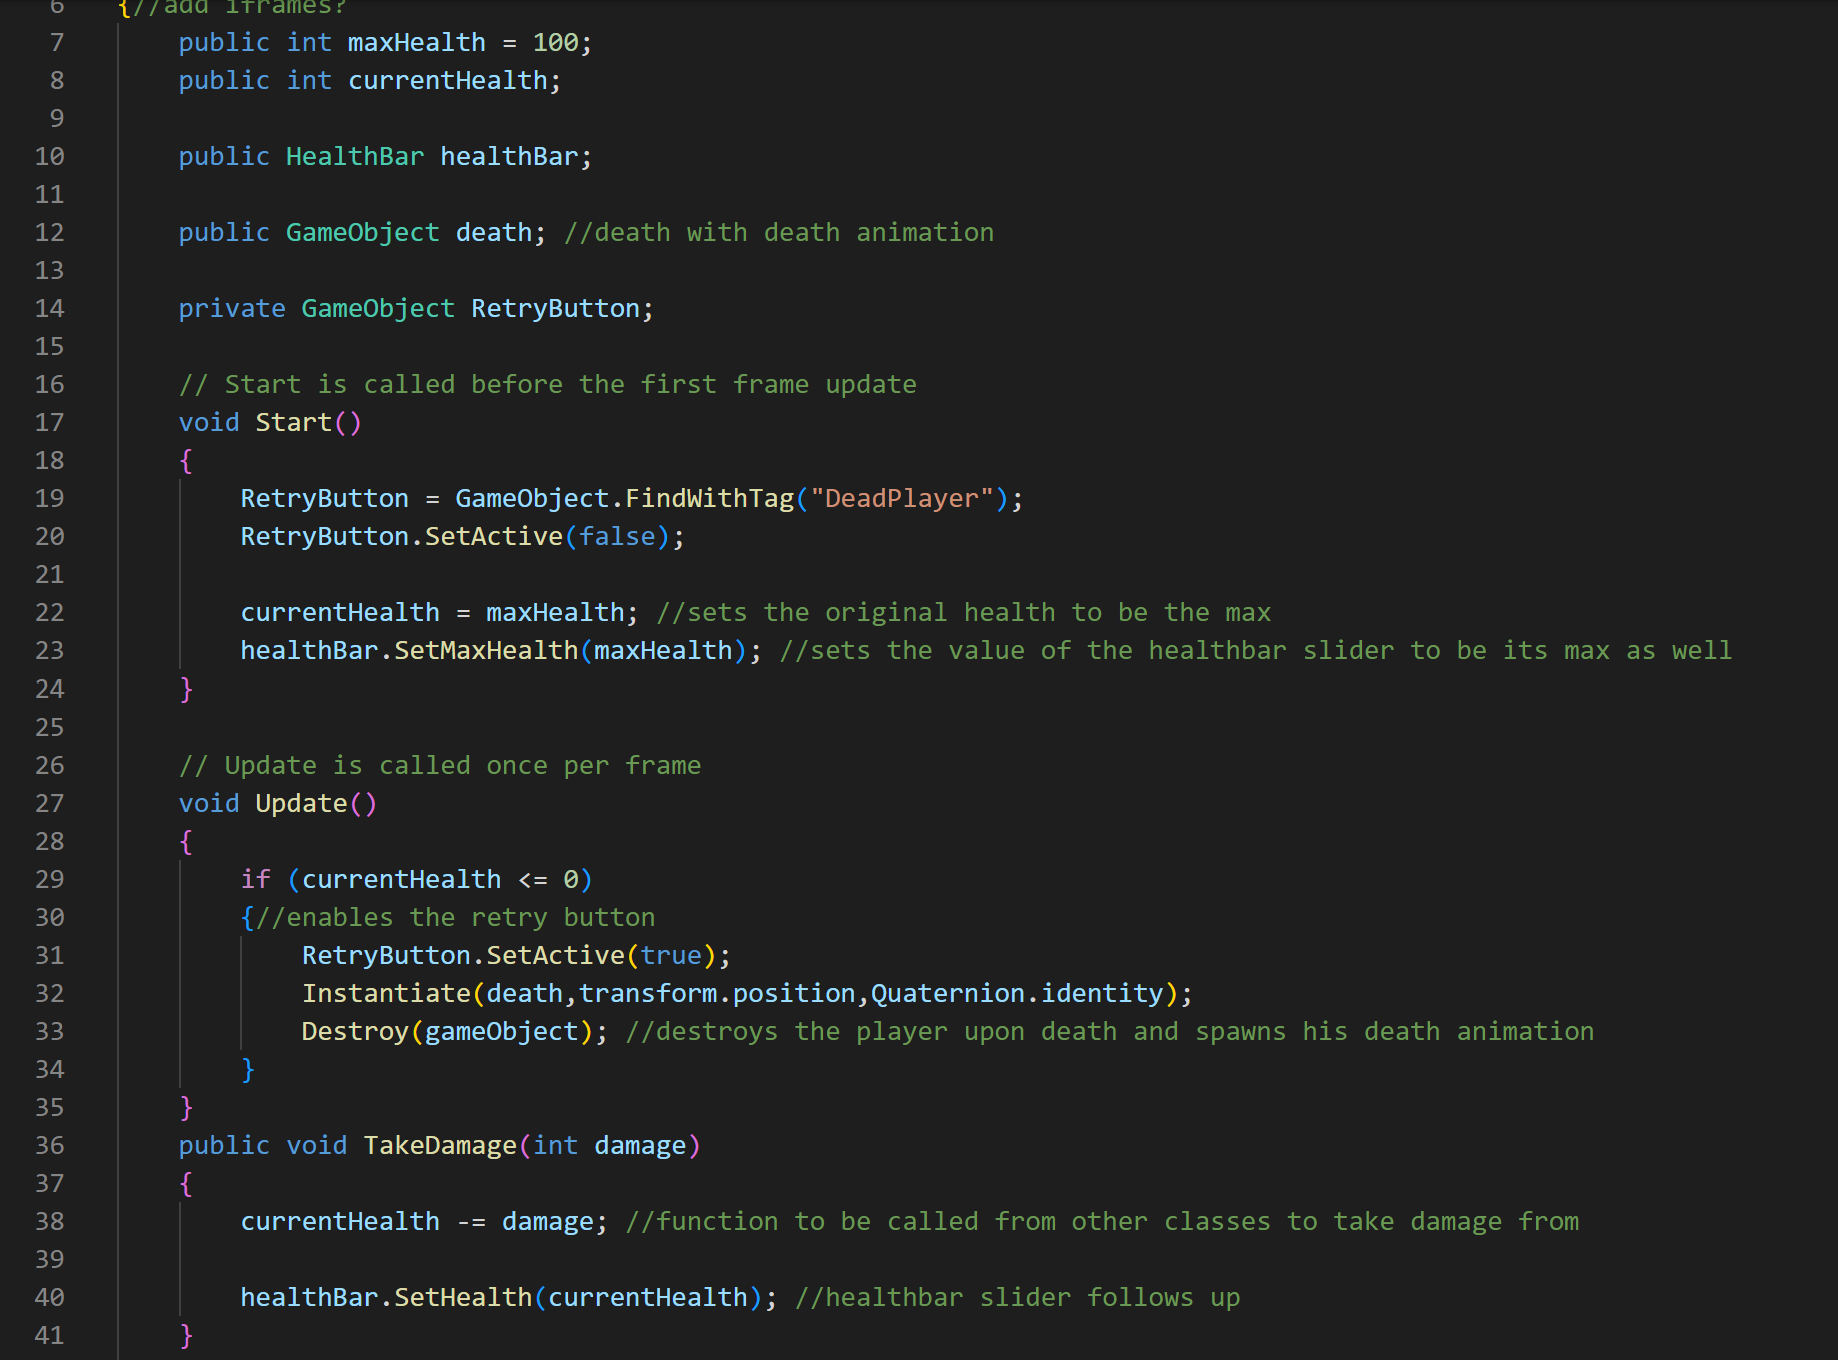 6 {//add iframes?
7 public int maxHealth = 100;
8 public int currentHealth;
9
10 public HealthBar healthBar;
11
12 public GameObject death; //death with death animation
13
14 private GameObject RetryButton;
15
16 // Start is called before the first frame update
17 void Start()
18 {
19 RetryButton = GameObject.FindWithTag("DeadPlayer");
20 RetryButton.SetActive(false);
21
22 currentHealth = maxHealth; //sets the original health to be the max
23 healthBar.SetMaxHealth(maxHealth); //sets the value of the healthbar slider to be its max as well
24 }
25
26 // Update is called once per frame
27 void Update()
28 {
29 if (currentHealth <= 0)
30 {//enables the retry button
31 RetryButton.SetActive(true);
32 Instantiate(death,transform.position,Quaternion.identity);
33 Destroy(gameObject); //destroys the player upon death and spawns his death animation
34 }
35 }
36 public void TakeDamage(int damage)
37 {
38 currentHealth -= damage; //function to be called from other classes to take damage from
39
40 healthBar.SetHealth(currentHealth); //healthbar slider follows up
41 }